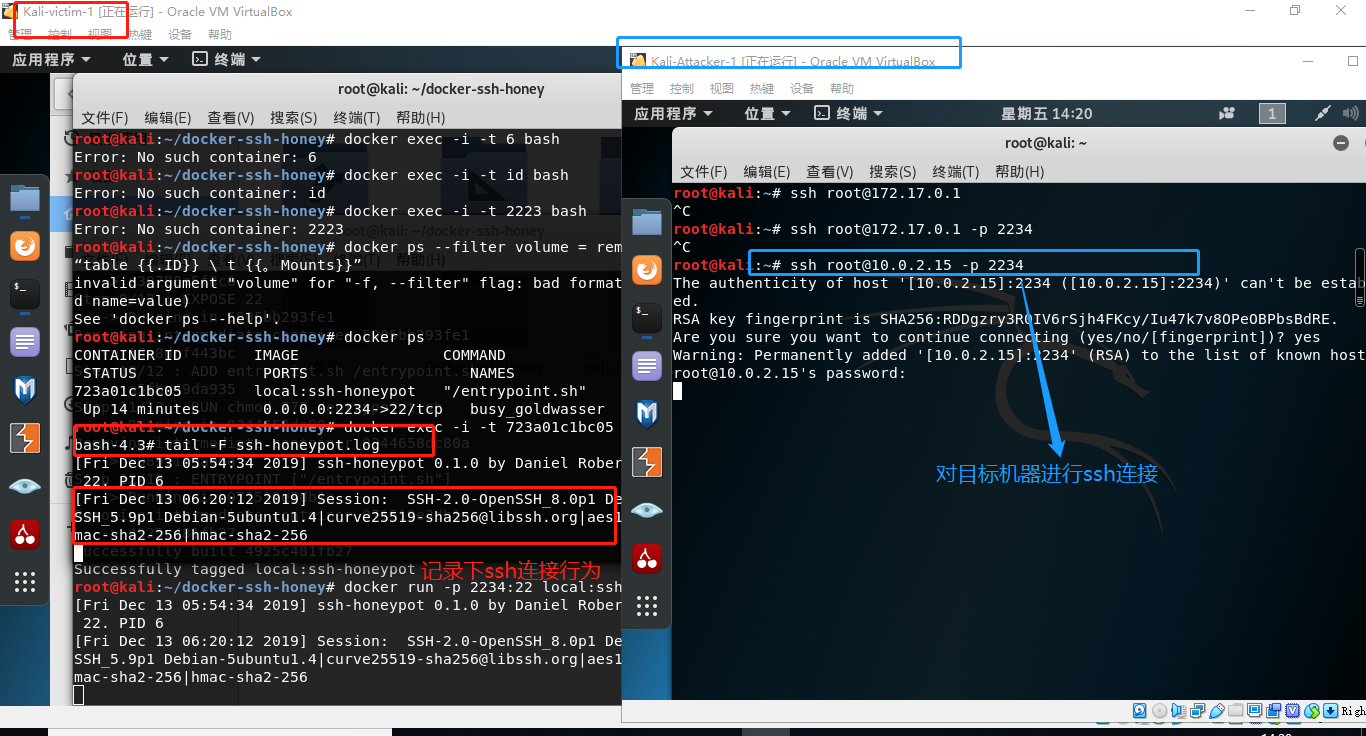 Kali-victim-1 [正在运行] - Oracle VM VirtualBox
管理 控制 视图 热键 设备 帮助
应用程序 位置 终端
root@kali: ~/docker-ssh-honey
文件(F) 编辑(E) 查看(V) 搜索(S) 终端(T) 帮助(H)
root@kali:~/docker-ssh-honey# docker exec -i -t 6 bash
Error: No such container: 6
root@kali:~/docker-ssh-honey# docker exec -i -t id bash
Error: No such container: id
root@kali:~/docker-ssh-honey# docker exec -i -t 2223 bash
Error: No such container: 2223
root@kali:~/docker-ssh-honey# docker ps --filter volume = rem
“table {{.ID}} \ t {{。Mounts}}”
invalid argument "volume" for "-f, --filter" flag: bad format
d name=value)
See 'docker ps --help'.
root@kali:~/docker-ssh-honey# docker ps
CONTAINER ID IMAGE COMMAND
STATUS PORTS NAMES
723a01c1bc05 local:ssh-honeypot "/entrypoint.sh"
Up 14 minutes 0.0.0.0:2234->22/tcp busy_goldwasser
root@kali:~/docker-ssh-honey# docker exec -i -t 723a01c1bc05
bash-4.3# tail -F ssh-honeypot.log
[Fri Dec 13 05:54:34 2019] ssh-honeypot 0.1.0 by Daniel Rober
22. PID 6
[Fri Dec 13 06:20:12 2019] Session: SSH-2.0-OpenSSH_8.0p1 De
SSH_5.9p1 Debian-5ubuntu1.4|curve25519-sha256@libssh.org|aes1
mac-sha2-256|hmac-sha2-256
Successfully built 4925c481fb27
Successfully tagged local:ssh-honeypot
记录下ssh连接行为
root@kali:~/docker-ssh-honey# docker run -p 2234:22 local:ssh
[Fri Dec 13 05:54:34 2019] ssh-honeypot 0.1.0 by Daniel Rober
22. PID 6
[Fri Dec 13 06:20:12 2019] Session: SSH-2.0-OpenSSH_8.0p1 De
SSH_5.9p1 Debian-5ubuntu1.4|curve25519-sha256@libssh.org|aes1
mac-sha2-256|hmac-sha2-256
Kali-Attacker-1 [正在运行] - Oracle VM VirtualBox
管理 控制 视图 热键 设备 帮助
应用程序 位置 终端 星期五 14:20 1
root@kali: ~
文件(F) 编辑(E) 查看(V) 搜索(S) 终端(T) 帮助(H)
root@kali:~# ssh root@172.17.0.1
^C
root@kali:~# ssh root@172.17.0.1 -p 2234
^C
root@kali:~# ssh root@10.0.2.15 -p 2234
The authenticity of host '[10.0.2.15]:2234 ([10.0.2.15]:2234)' can't be estab
ed.
RSA key fingerprint is SHA256:RDDgzry3RQIV6rSjh4FKcy/Iu47k7v8OPeOBPbsBdRE.
Are you sure you want to continue connecting (yes/no/[fingerprint])? yes
Warning: Permanently added '[10.0.2.15]:2234' (RSA) to the list of known host
root@10.0.2.15's password:
对目标机器进行ssh连接
Righ